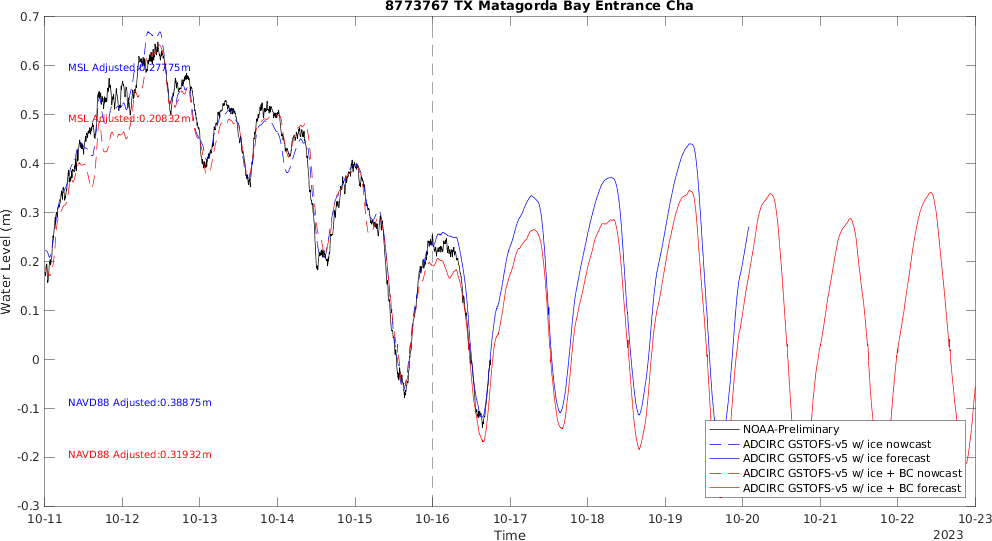 8773767 TX Matagorda Bay Entrance Cha
0.7
0.6
0.5
0.4
0.3
0.2
0.1
0
-0.1
-0.2
-0.3
Water Level (m)
MSL Adjusted:0.27775m
MSL Adjusted:0.20832m
NAVD88 Adjusted:0.38875m
NAVD88 Adjusted:0.31932m
NOAA-Preliminary
ADCIRC GSTOFS-v5 w/ ice nowcast
ADCIRC GSTOFS-v5 w/ ice forecast
ADCIRC GSTOFS-v5 w/ ice + BC nowcast
ADCIRC GSTOFS-v5 w/ ice + BC forecast
10-11 10-12 10-13 10-14 10-15 10-16 10-17 10-18 10-19 10-20 10-21 10-22 10-23
Time
2023